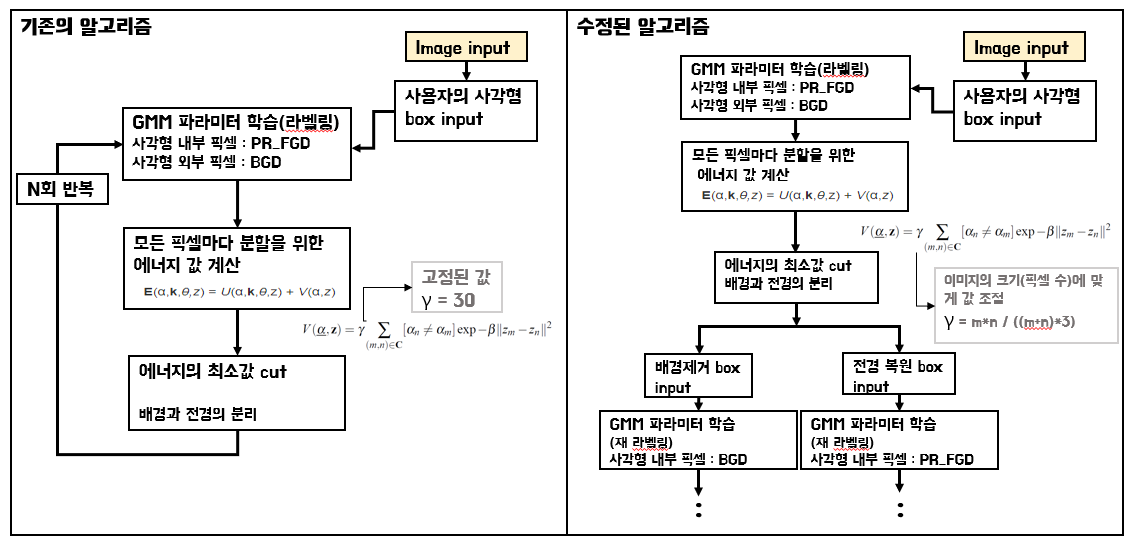 기존의 알고리즘
Image input
사용자의 사각형
box input
GMM 파라미터 학습(라벨링)
사각형 내부 픽셀 : PR_FGD
사각형 외부 픽셀 : BGD
N회 반복
모든 픽셀마다 분할을 위한
에너지 값 계산
E(α,k,θ,z) = U(α,k,θ,z) + V(α,z)
고정된 값
γ = 30
V(α,z) = γ ∑ [αn ≠ αm] exp −β‖zm − zn‖²
(m,n)∈C
에너지의 최소값 cut
배경과 전경의 분리
수정된 알고리즘
Image input
사용자의 사각형
box input
GMM 파라미터 학습(라벨링)
사각형 내부 픽셀 : PR_FGD
사각형 외부 픽셀 : BGD
모든 픽셀마다 분할을 위한
에너지 값 계산
E(α,k,θ,z) = U(α,k,θ,z) + V(α,z)
V(α,z) = γ ∑ [αn ≠ αm] exp −β‖zm − zn‖²
(m,n)∈C
에너지의 최소값 cut
배경과 전경의 분리
이미지의 크기(픽셀 수)에 맞
게 값 조절
γ = m*n / ((m+n)*3)
배경제거 box
input
전경 복원 box
input
GMM 파라미터 학습
(재 라벨링)
사각형 내부 픽셀 : BGD
GMM 파라미터 학습
(재 라벨링)
사각형 내부 픽셀 : PR_FGD